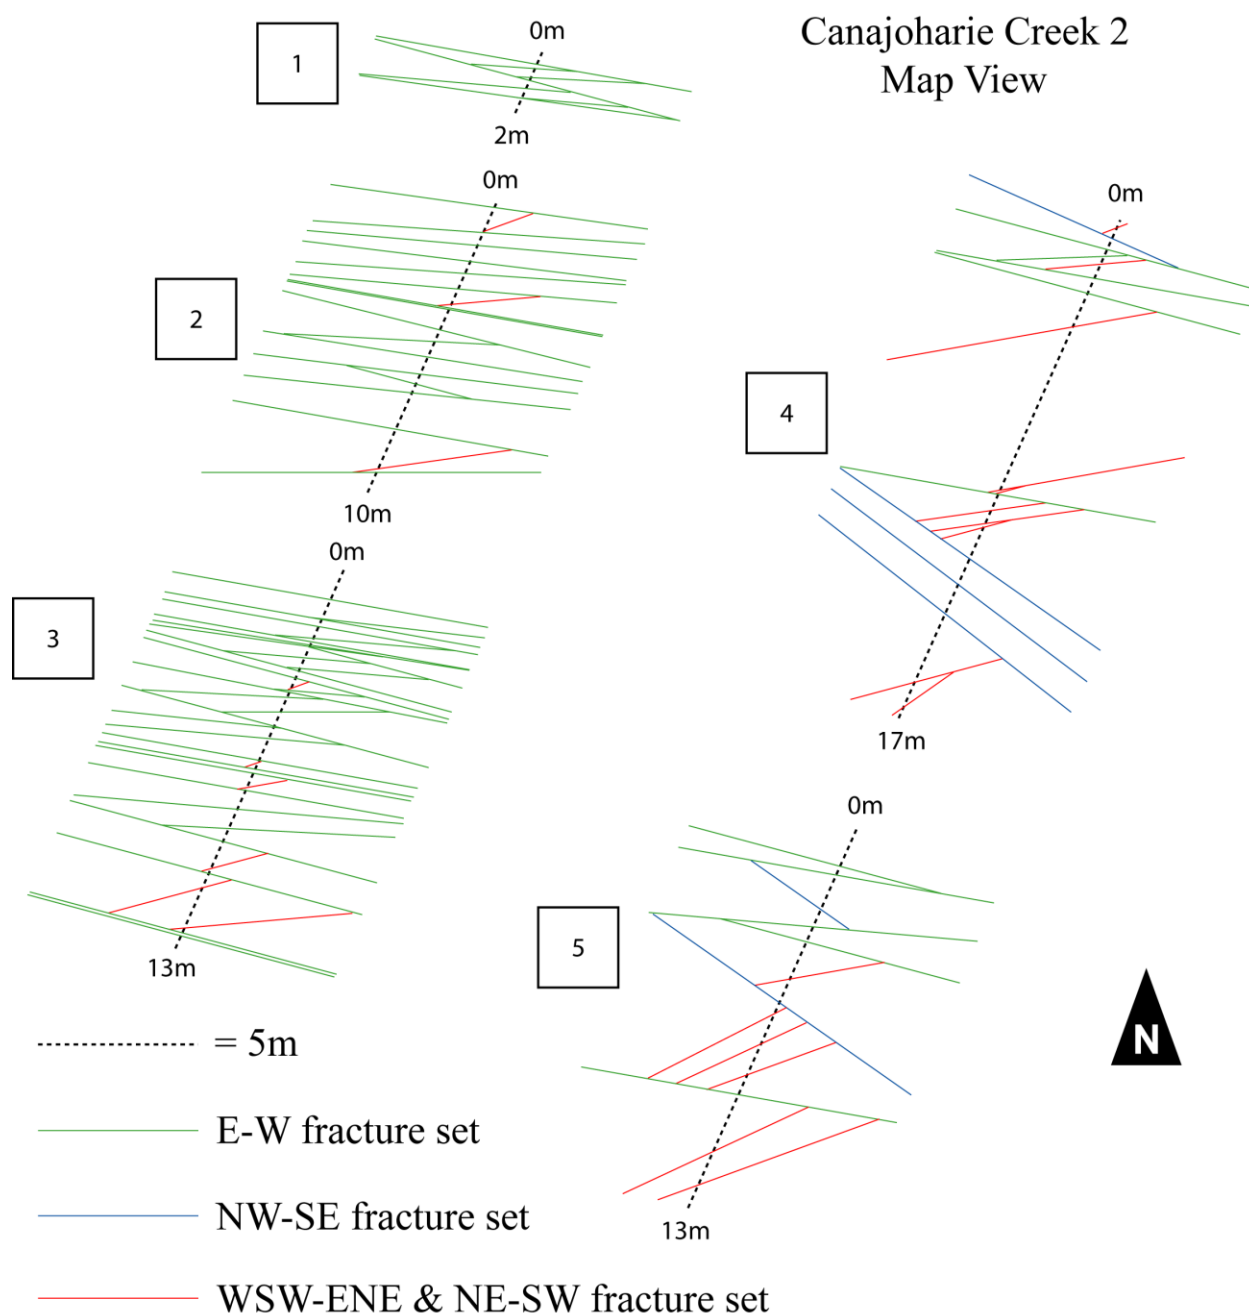 Canajoharie Creek 2
Map View
1
0m
2m
2
0m
10m
3
0m
13m
4
0m
17m
5
0m
13m
N
= 5m
E-W fracture set
NW-SE fracture set
WSW-ENE & NE-SW fracture set